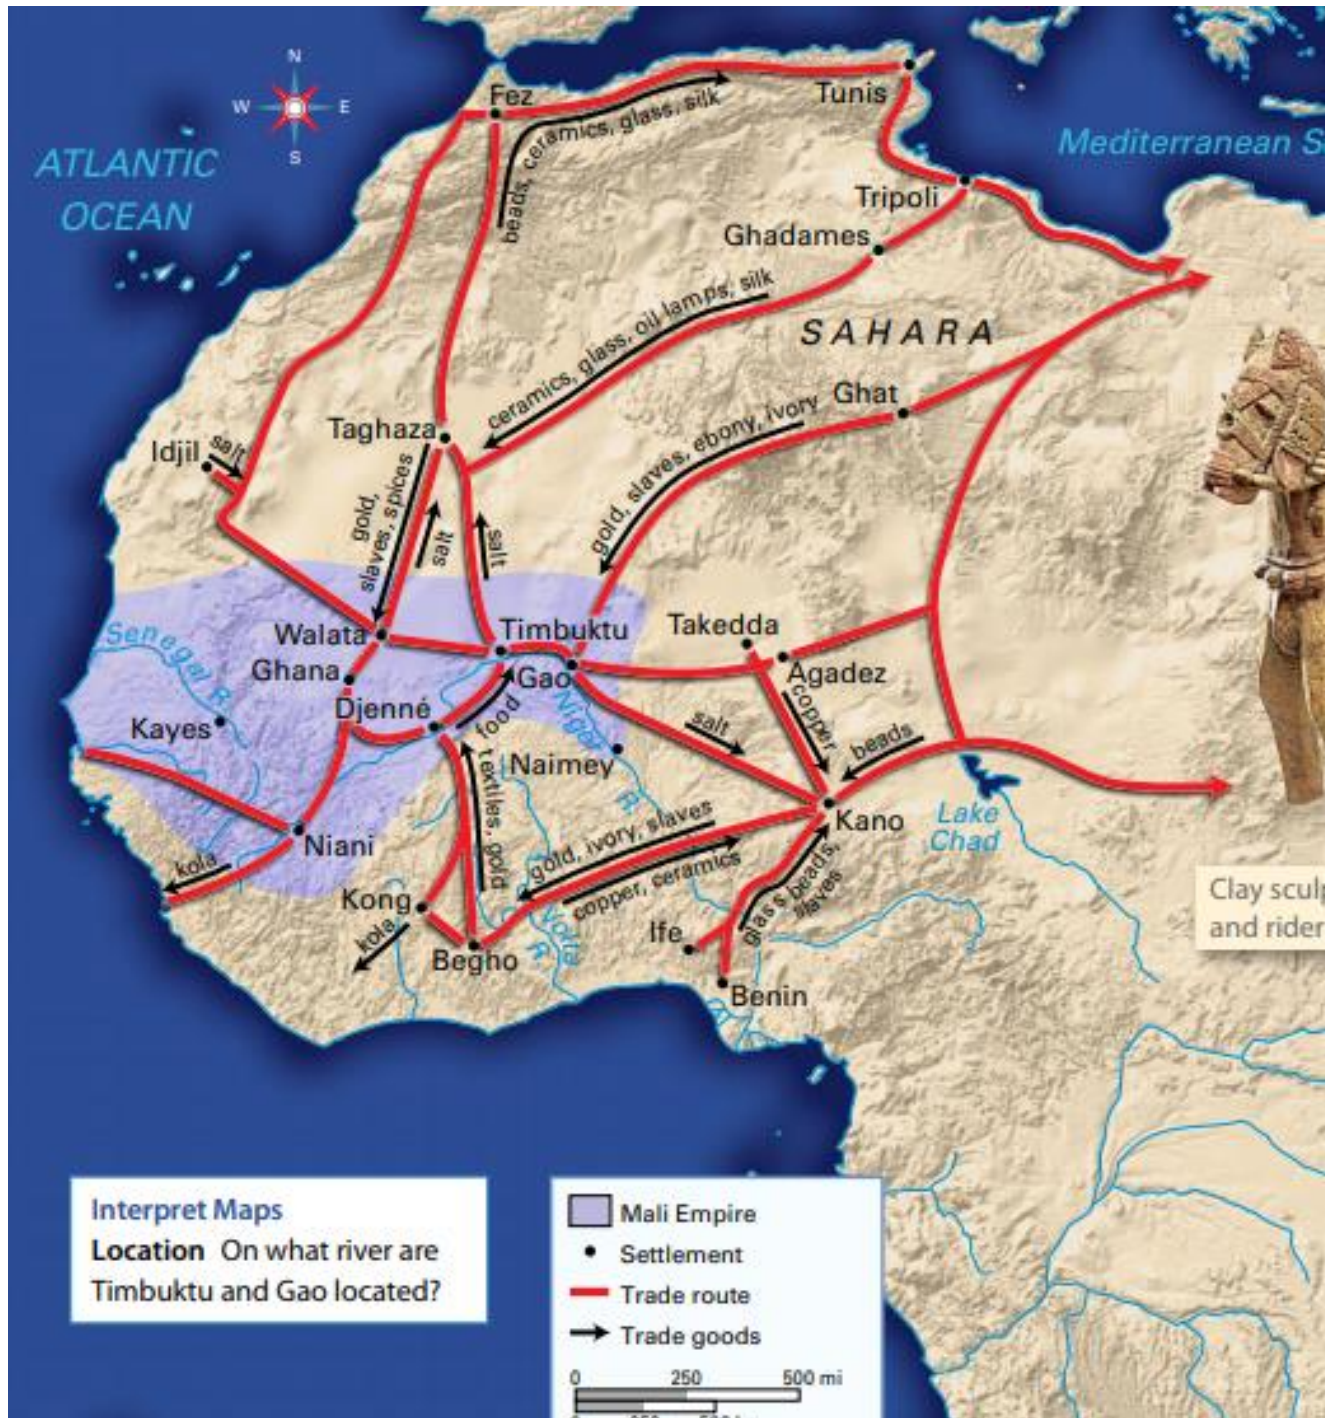 N
W E
S
ATLANTIC
OCEAN
Fez
Tunis
Mediterranean S
beads, ceramics, glass, silk
Tripoli
Ghadames
ceramics, glass, oil lamps, silk
SAHARA
Ghat
gold, slaves, ebony, ivory
Taghaza
Idjil
salt
gold,
slaves, spices
salt
salt
Walata
Timbuktu
Takedda
Senegal R.
Ghana
Gao
Agadez
Djenné
Kayes
food
Niger R.
salt
copper
beads
Naimey
textiles, gold
Kano
Lake
Chad
Niani
kola
gold, ivory, slaves
copper, ceramics
glass beads,
slaves
Kong
kola
Begho
Volta
R.
Ife
Benin
Clay sculp
and rider
Interpret Maps
Location On what river are
Timbuktu and Gao located?
Mali Empire
Settlement
Trade route
Trade goods
0 250 500 mi